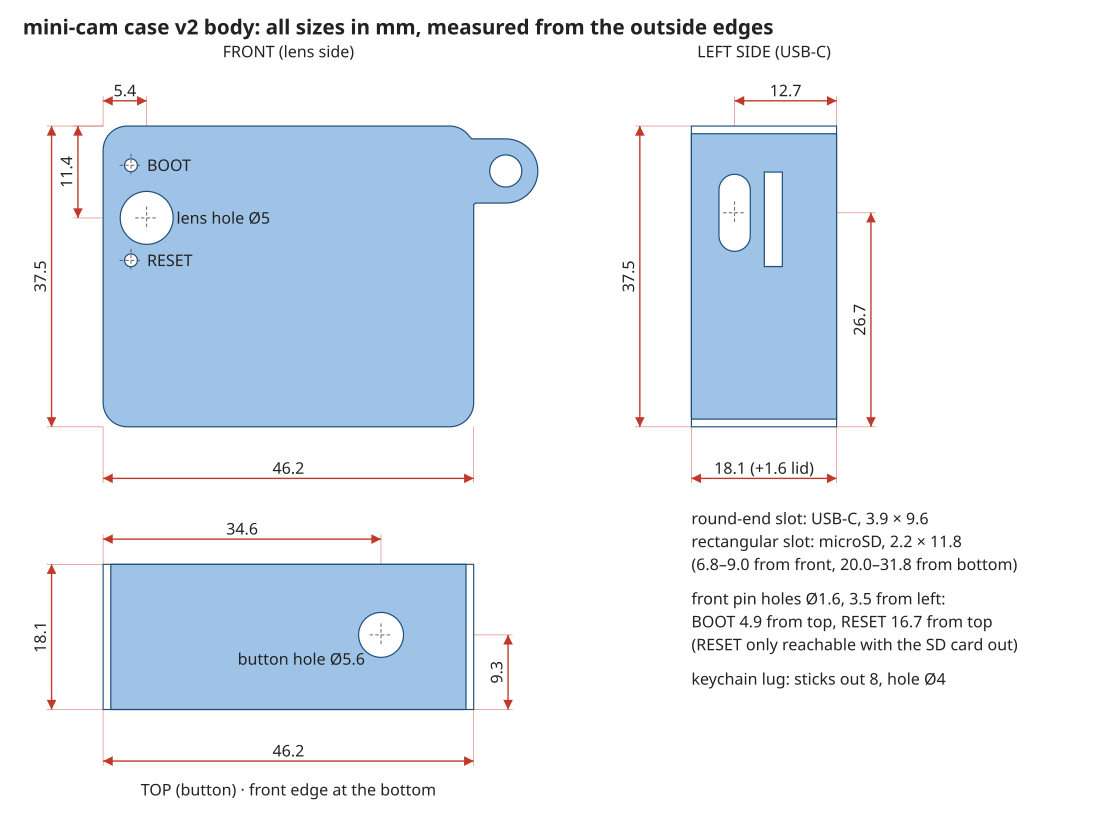 mini-cam case v2 body: all sizes in mm, measured from the outside edges
FRONT (lens side)
LEFT SIDE (USB-C)
5.4
12.7
11.4
BOOT
lens hole Ø5
RESET
37.5
37.5
26.7
46.2
18.1 (+1.6 lid)
34.6
18.1
button hole Ø5.6
9.3
46.2
TOP (button) · front edge at the bottom
round-end slot: USB-C, 3.9 × 9.6
rectangular slot: microSD, 2.2 × 11.8
(6.8–9.0 from front, 20.0–31.8 from bottom)
front pin holes Ø1.6, 3.5 from left:
BOOT 4.9 from top, RESET 16.7 from top
(RESET only reachable with the SD card out)
keychain lug: sticks out 8, hole Ø4